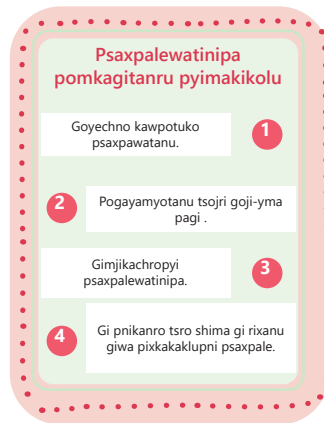 Psaxpalewatinipa
pomkagitanru pyimakikolu
Goyechno kawpotuko
psaxpawatanu.
1
2
Pogayamyotanu tsojri goji-yma
pagi .
Gimjikachropyi
psaxpalewatinipa.
3
4
Gi pnikanro tsro shima gi rixanu
giwa pixkakaklupni psaxpale.